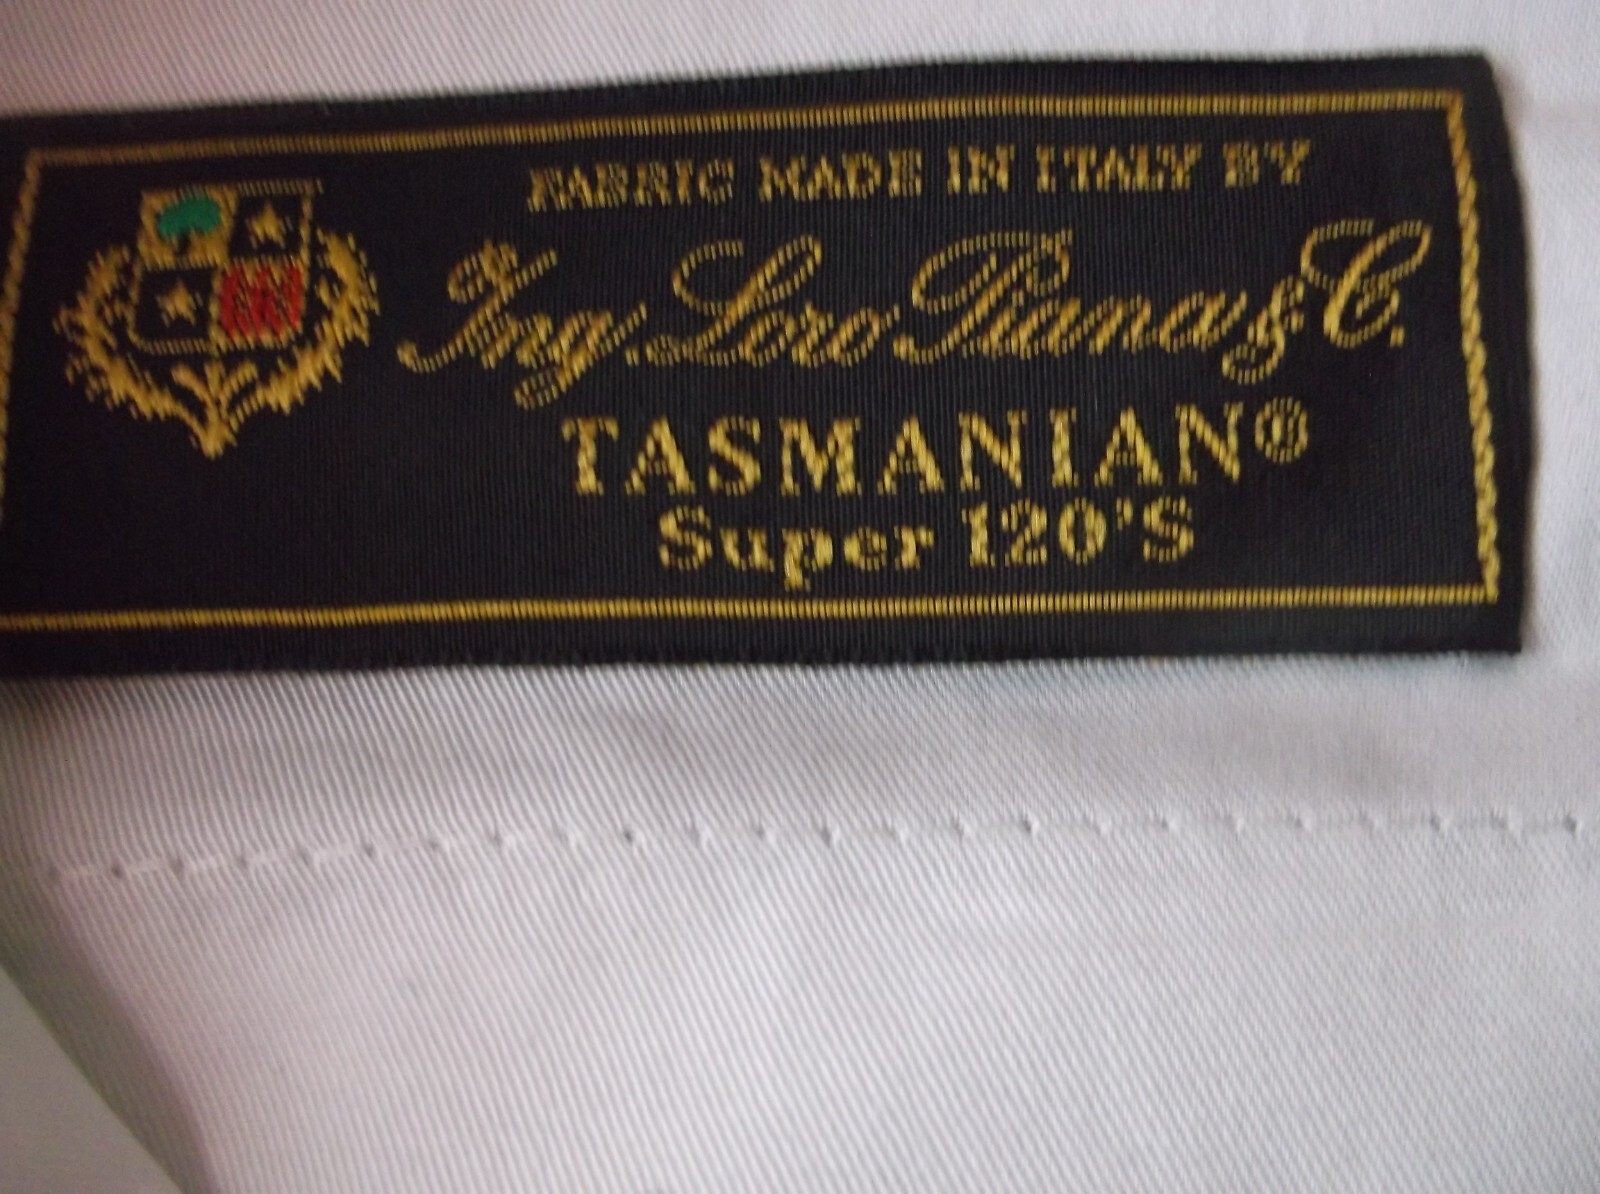 FABRIC MADE IN ITALY BY
Ing. Loro Piana & C.
TASMANIAN®
Super 120'S